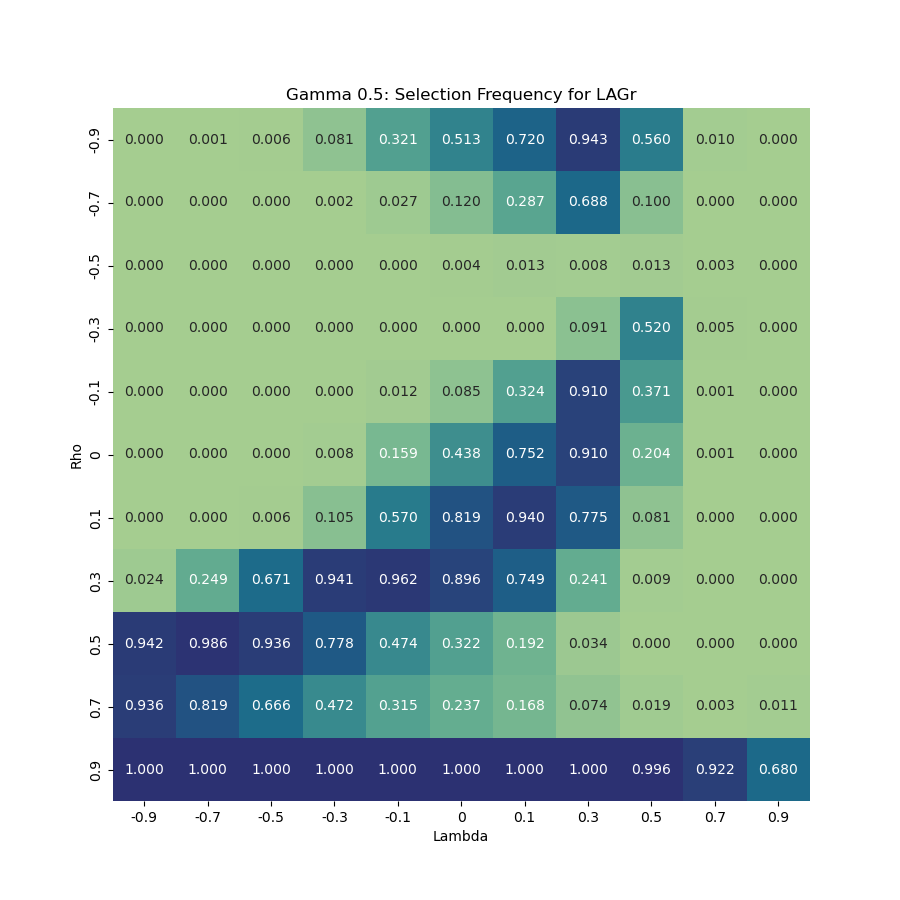 Gamma 0.5: Selection Frequency for LAGr
-0.9 0.000 0.001 0.006 0.081 0.321 0.513 0.720 0.943 0.560 0.010 0.000
-0.7 0.000 0.000 0.000 0.002 0.027 0.120 0.287 0.688 0.100 0.000 0.000
-0.5 0.000 0.000 0.000 0.000 0.000 0.004 0.013 0.008 0.013 0.003 0.000
-0.3 0.000 0.000 0.000 0.000 0.000 0.000 0.000 0.091 0.520 0.005 0.000
-0.1 0.000 0.000 0.000 0.000 0.012 0.085 0.324 0.910 0.371 0.001 0.000
Rho
0 0.000 0.000 0.000 0.008 0.159 0.438 0.752 0.910 0.204 0.001 0.000
0.1 0.000 0.000 0.006 0.105 0.570 0.819 0.940 0.775 0.081 0.000 0.000
0.3 0.024 0.249 0.671 0.941 0.962 0.896 0.749 0.241 0.009 0.000 0.000
0.5 0.942 0.986 0.936 0.778 0.474 0.322 0.192 0.034 0.000 0.000 0.000
0.7 0.936 0.819 0.666 0.472 0.315 0.237 0.168 0.074 0.019 0.003 0.011
0.9 1.000 1.000 1.000 1.000 1.000 1.000 1.000 1.000 0.996 0.922 0.680
-0.9 -0.7 -0.5 -0.3 -0.1 0 0.1 0.3 0.5 0.7 0.9
Lambda